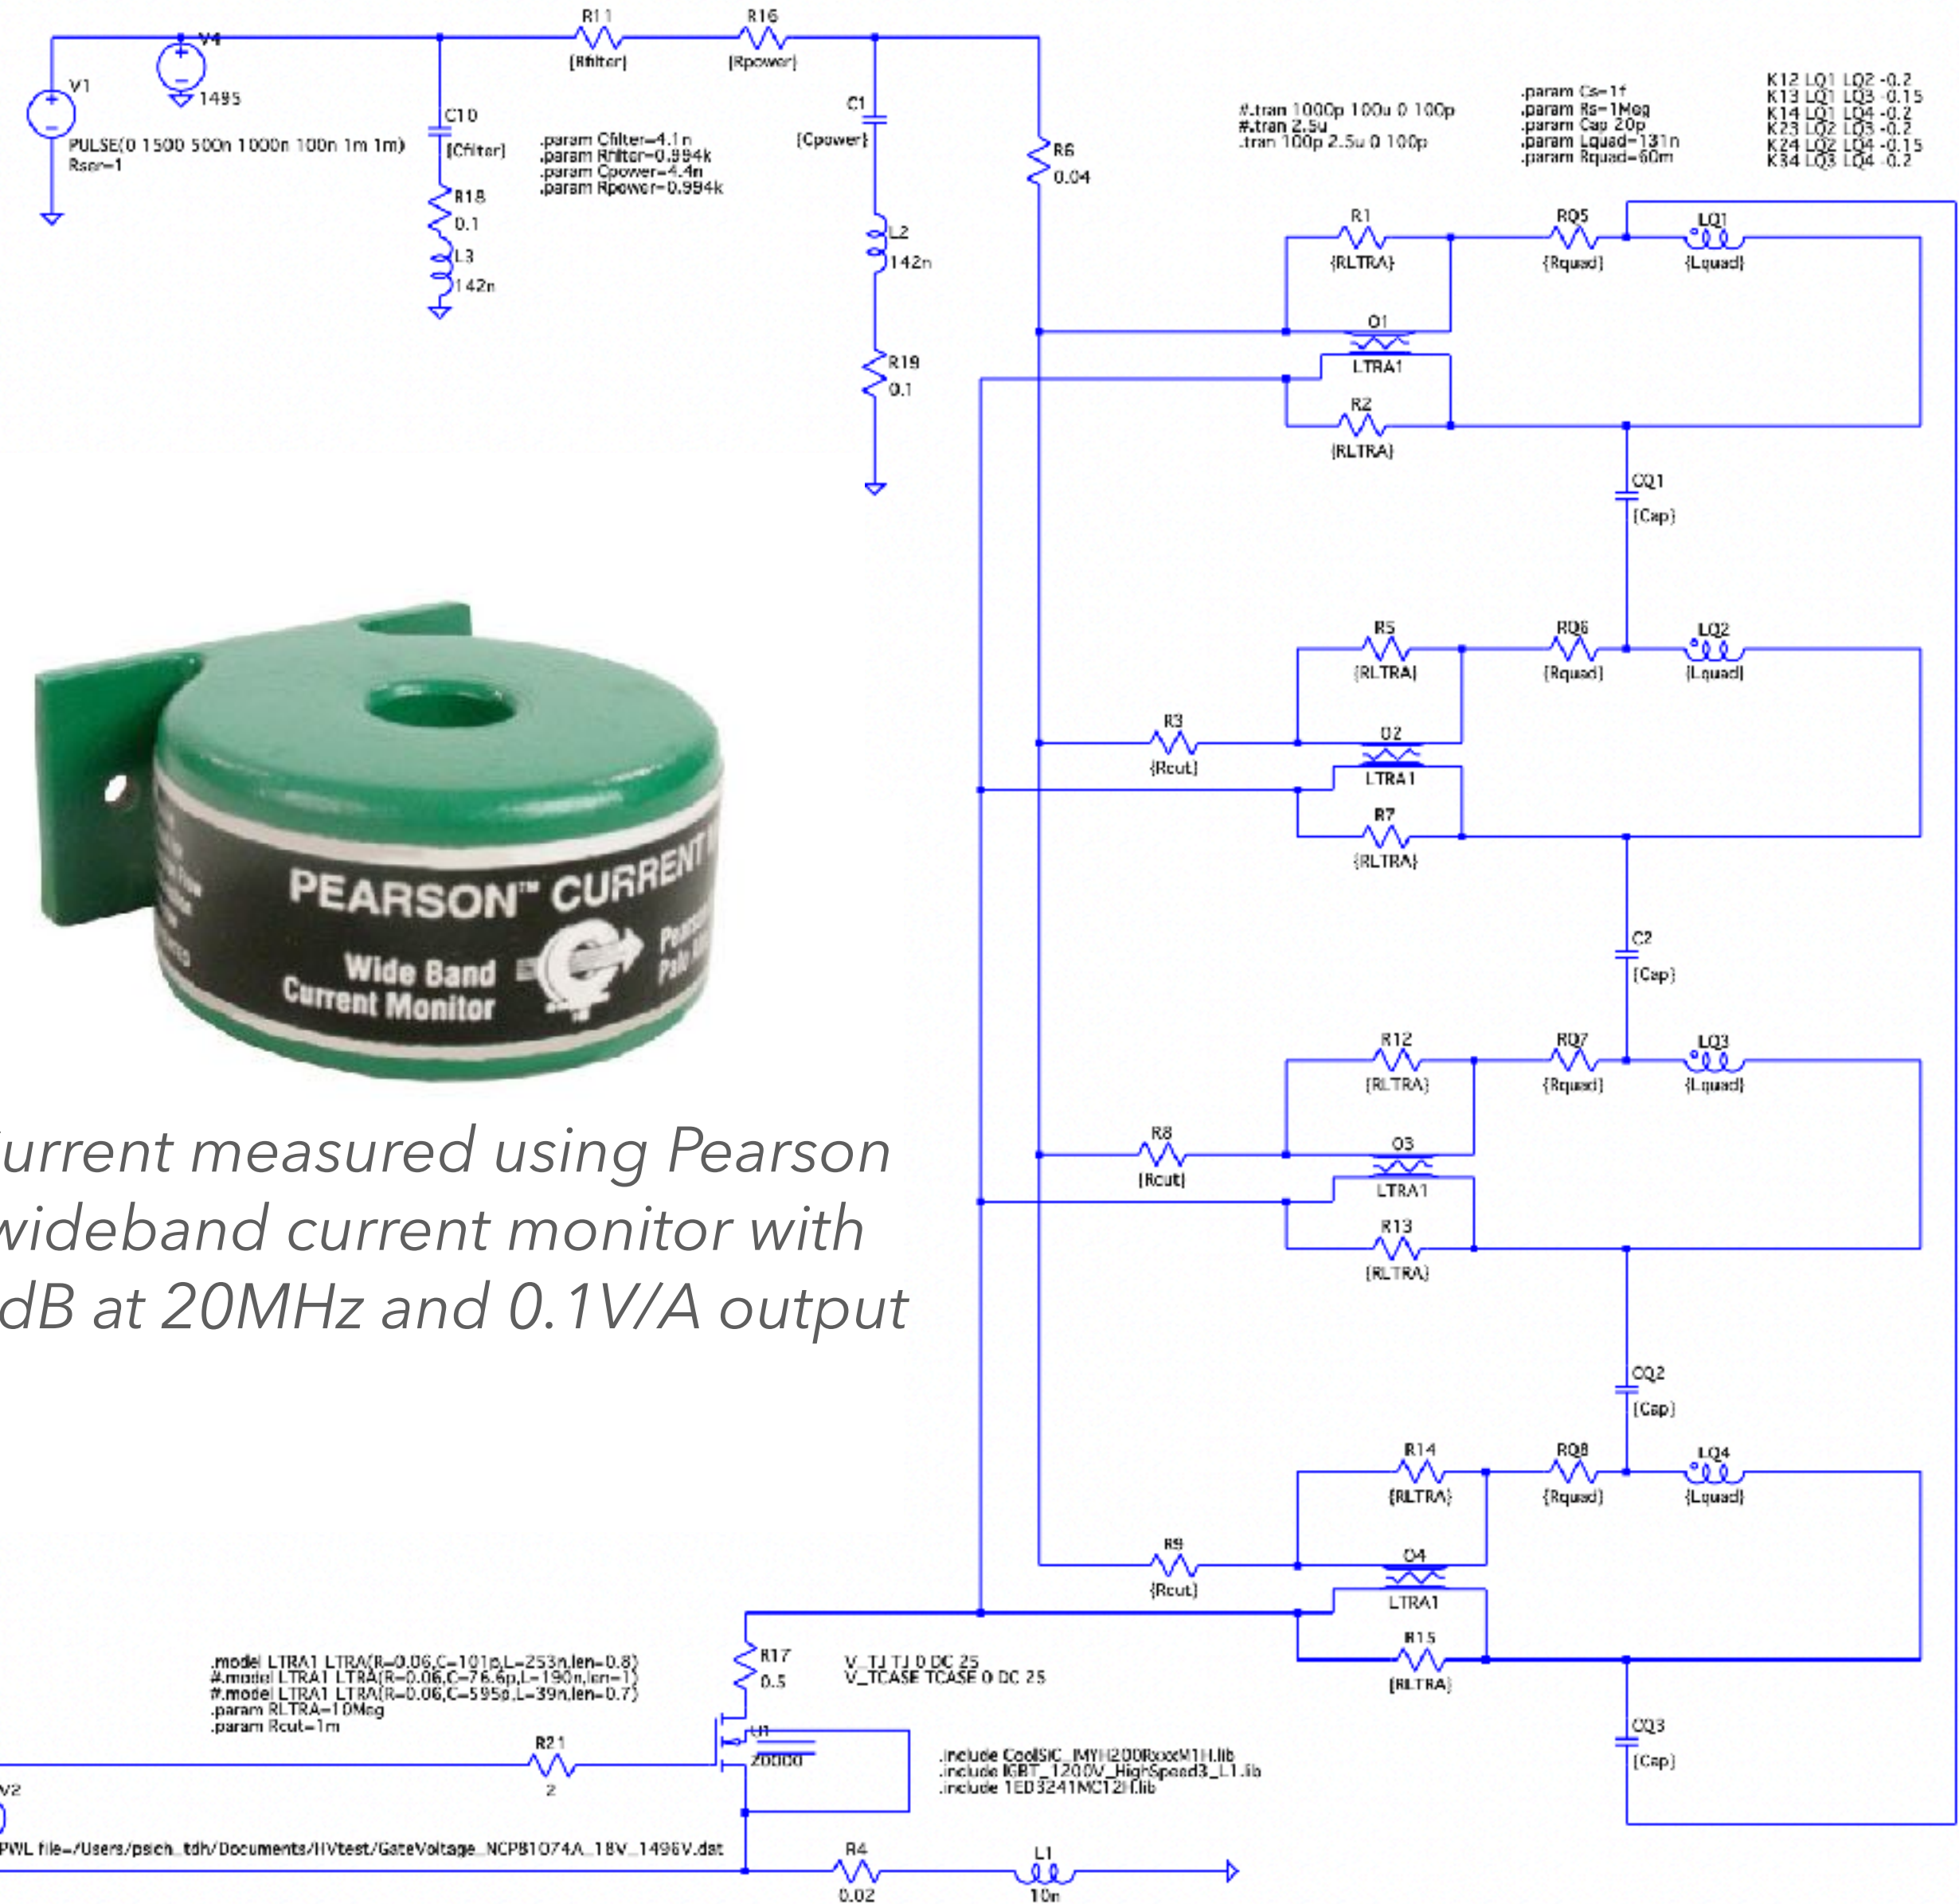 R11
R16
V4
[Rfilter]
{Rpower}
V1
1495
C10
C1
K12 LQ1 LQ2 -0.2
K13 LQ1 LQ3 -0.15
K14 LQ1 LQ4 -0.2
K23 LQ2 LQ3 -0.2
K24 LQ2 LQ4 -0.15
K34 LQ3 LQ4 -0.2
.param Cs=1f
.param Rs=1Meg
.param Cap 20p
.param Lquad=131n
.param Rquad=60m
#.tran 1000p 100u 0 100p
#.tran 2.5u
.tran 100p 2.5u 0 100p
PULSE(0 1500 500n 1000n 100n 1m 1m)
Rser=1
[Cfilter]
.param Cfilter=4.1n
.param Rfilter=0.994k
.param Cpower=4.4n
.param Rpower=0.994k
{Cpower}
R6
0.04
R18
0.1
L3
142n
L2
142n
R19
0.1
R1
{RLTRA}
RQ5
{Rquad}
LQ1
{Lquad}
O1
LTRA1
R2
{RLTRA}
CQ1
{Cap}
R5
{RLTRA}
RQ6
{Rquad}
LQ2
{Lquad}
R3
{Rcut}
O2
LTRA1
R7
{RLTRA}
C2
{Cap}
PEARSON™ CURRENT
Wide Band
Current Monitor
urrent measured using Pearson
wideband current monitor with
dB at 20MHz and 0.1V/A output
R12
{RLTRA}
RQ7
{Rquad}
LQ3
{Lquad}
R8
{Rcut}
O3
LTRA1
R13
{RLTRA}
CQ2
{Cap}
R14
{RLTRA}
RQ8
{Rquad}
LQ4
{Lquad}
R9
{Rcut}
O4
LTRA1
R15
{RLTRA}
CQ3
{Cap}
.model LTRA1 LTRA(R=0.06,C=101p,L=253n,len=0.8)
#.model LTRA1 LTRA(R=0.06,C=76.6p,L=190n,len=1)
#.model LTRA1 LTRA(R=0.06,C=595p,L=39n,len=0.7)
.param RLTRA=10Meg
.param Rcut=1m
R17
0.5
V_TJ TJ 0 DC 25
V_TCASE TCASE 0 DC 25
U1
R21
2
.include CoolSiC_IMYH200RxxxM1H.lib
.include IGBT_1200V_HighSpeed3_L1.lib
.include 1ED3241MC12H.lib
V2
PWL file=/Users/psich_tdh/Documents/HVtest/GateVoltage_NCP81074A_18V_1496V.dat
R4
0.02
L1
10n